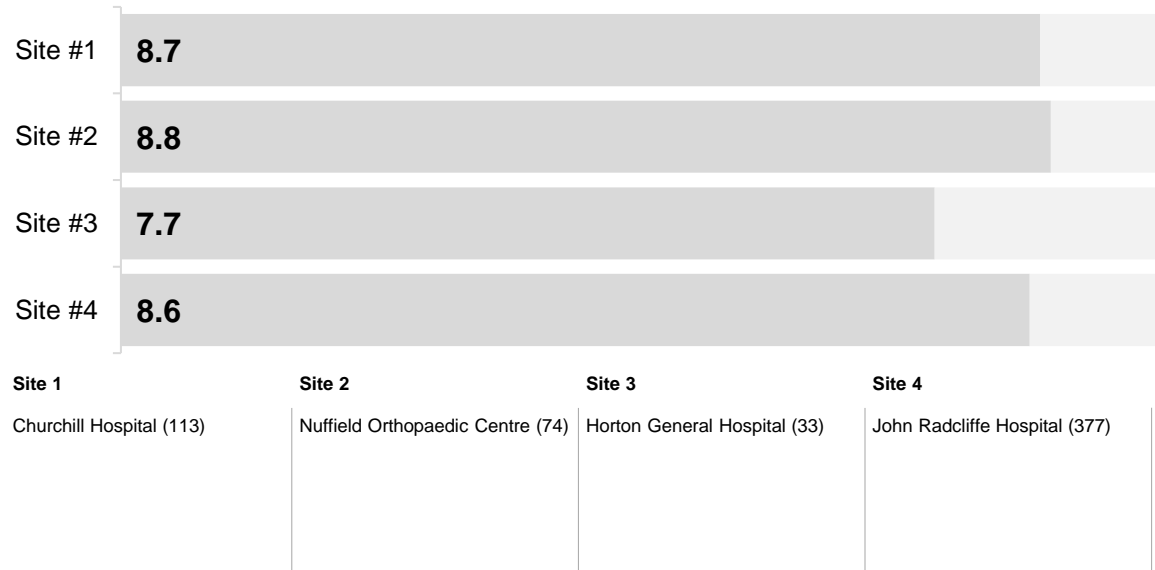 Site #1 8.7
Site #2 8.8
Site #3 7.7
Site #4 8.6
Site 1 Site 2 Site 3 Site 4
Churchill Hospital (113) Nuffield Orthopaedic Centre (74) Horton General Hospital (33) John Radcliffe Hospital (377)